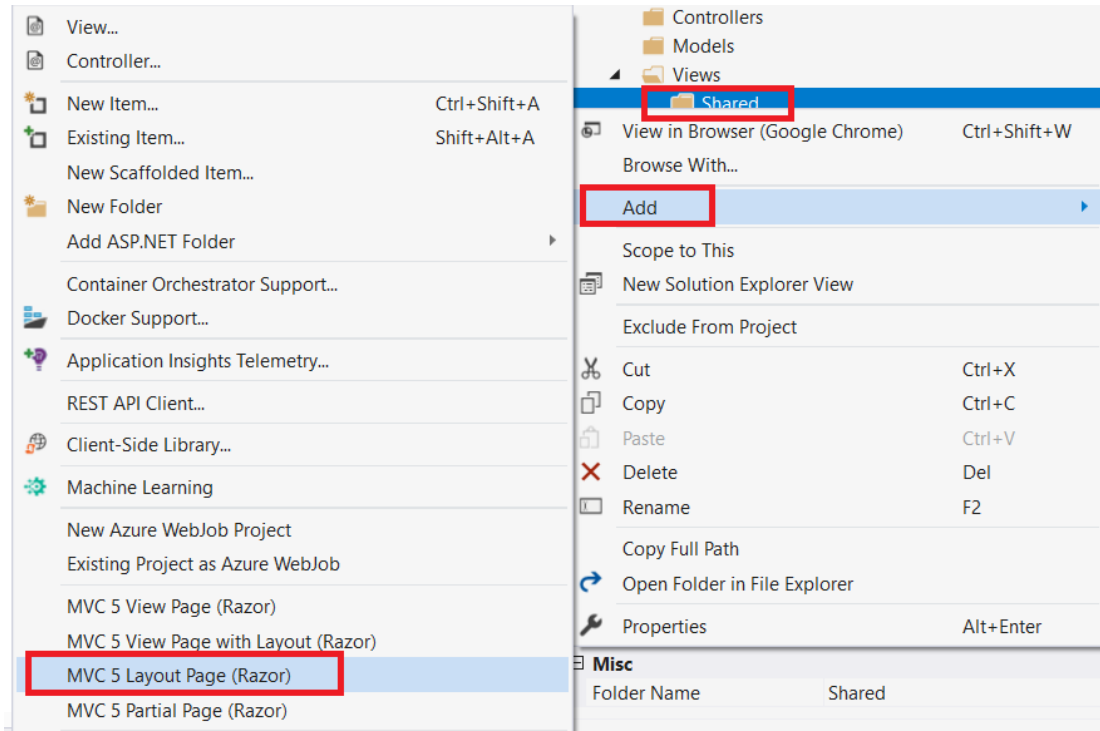 View...
Controller...
New Item... Ctrl+Shift+A
Existing Item... Shift+Alt+A
New Scaffolded Item...
New Folder
Add ASP.NET Folder
Container Orchestrator Support...
Docker Support...
Application Insights Telemetry...
REST API Client...
Client-Side Library...
Machine Learning
New Azure WebJob Project
Existing Project as Azure WebJob
MVC 5 View Page (Razor)
MVC 5 View Page with Layout (Razor)
MVC 5 Layout Page (Razor)
MVC 5 Partial Page (Razor)
Controllers
Models
Views
Shared
View in Browser (Google Chrome) Ctrl+Shift+W
Browse With...
Add
Scope to This
New Solution Explorer View
Exclude From Project
Cut Ctrl+X
Copy Ctrl+C
Paste Ctrl+V
Delete Del
Rename F2
Copy Full Path
Open Folder in File Explorer
Properties Alt+Enter
Misc
Folder Name Shared